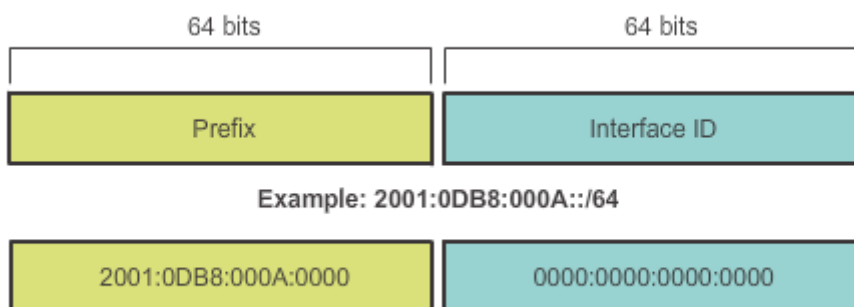 64 bits 64 bits
Prefix Interface ID
Example: 2001:0DB8:000A::/64
2001:0DB8:000A:0000 0000:0000:0000:0000